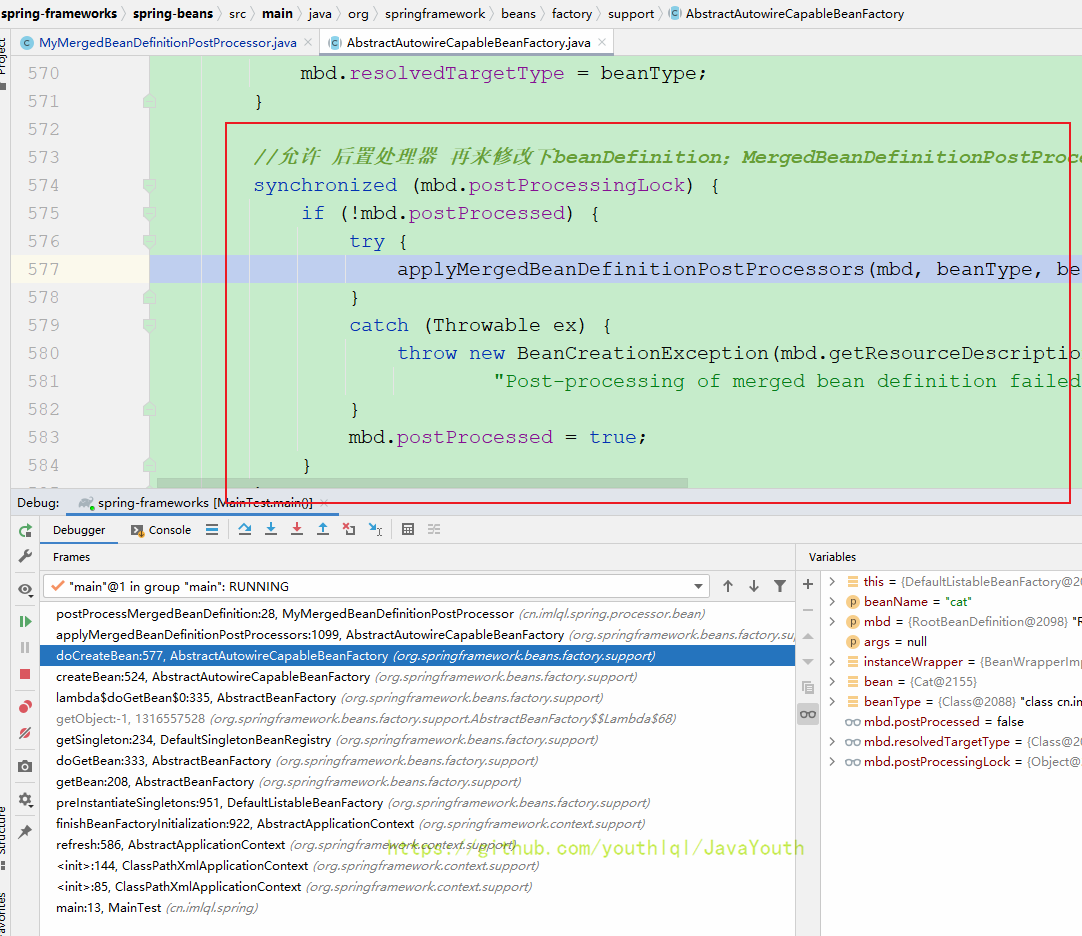 spring-frameworks spring-beans src main java org springframework beans factory support AbstractAutowireCapableBeanFactory
MyMergedBeanDefinitionPostProcessor.java AbstractAutowireCapableBeanFactory.java
Project
570 mbd.resolvedTargetType = beanType;
571 }
572
573 //允许 后置处理器 再来修改下beanDefinition; MergedBeanDefinitionPostProce
574 synchronized (mbd.postProcessingLock) {
575 if (!mbd.postProcessed) {
576 try {
577 applyMergedBeanDefinitionPostProcessors(mbd, beanType, be
578 }
579 catch (Throwable ex) {
580 throw new BeanCreationException(mbd.getResourceDescriptio
581 "Post-processing of merged bean definition failed
582 }
583 mbd.postProcessed = true;
584 }
Debug: spring-frameworks [MainTest.main()]
Debugger Console
Frames
"main"@1 in group "main": RUNNING
postProcessMergedBeanDefinition:28, MyMergedBeanDefinitionPostProcessor (cn.imlql.spring.processor.bean)
applyMergedBeanDefinitionPostProcessors:1099, AbstractAutowireCapableBeanFactory (org.springframework.beans.factory.su
doCreateBean:577, AbstractAutowireCapableBeanFactory (org.springframework.beans.factory.support)
createBean:524, AbstractAutowireCapableBeanFactory (org.springframework.beans.factory.support)
lambda$doGetBean$0:335, AbstractBeanFactory (org.springframework.beans.factory.support)
getObject:-1, 1316557528 (org.springframework.beans.factory.support.AbstractBeanFactory$$Lambda$68)
getSingleton:234, DefaultSingletonBeanRegistry (org.springframework.beans.factory.support)
doGetBean:333, AbstractBeanFactory (org.springframework.beans.factory.support)
getBean:208, AbstractBeanFactory (org.springframework.beans.factory.support)
preInstantiateSingletons:951, DefaultListableBeanFactory (org.springframework.beans.factory.support)
finishBeanFactoryInitialization:922, AbstractApplicationContext (org.springframework.context.support)
refresh:586, AbstractApplicationContext (org.springframework.context.support)
<init>:144, ClassPathXmlApplicationContext (org.springframework.context.support)
<init>:85, ClassPathXmlApplicationContext (org.springframework.context.support)
main:13, MainTest (cn.imlql.spring)
Variables
this = {DefaultListableBeanFactory@20
beanName = "cat"
mbd = {RootBeanDefinition@2098} "R
args = null
instanceWrapper = {BeanWrapperImp
bean = {Cat@2155}
beanType = {Class@2088} "class cn.im
mbd.postProcessed = false
mbd.resolvedTargetType = {Class@20
mbd.postProcessingLock = {Object@
https://github.com/youthlql/JavaYouth